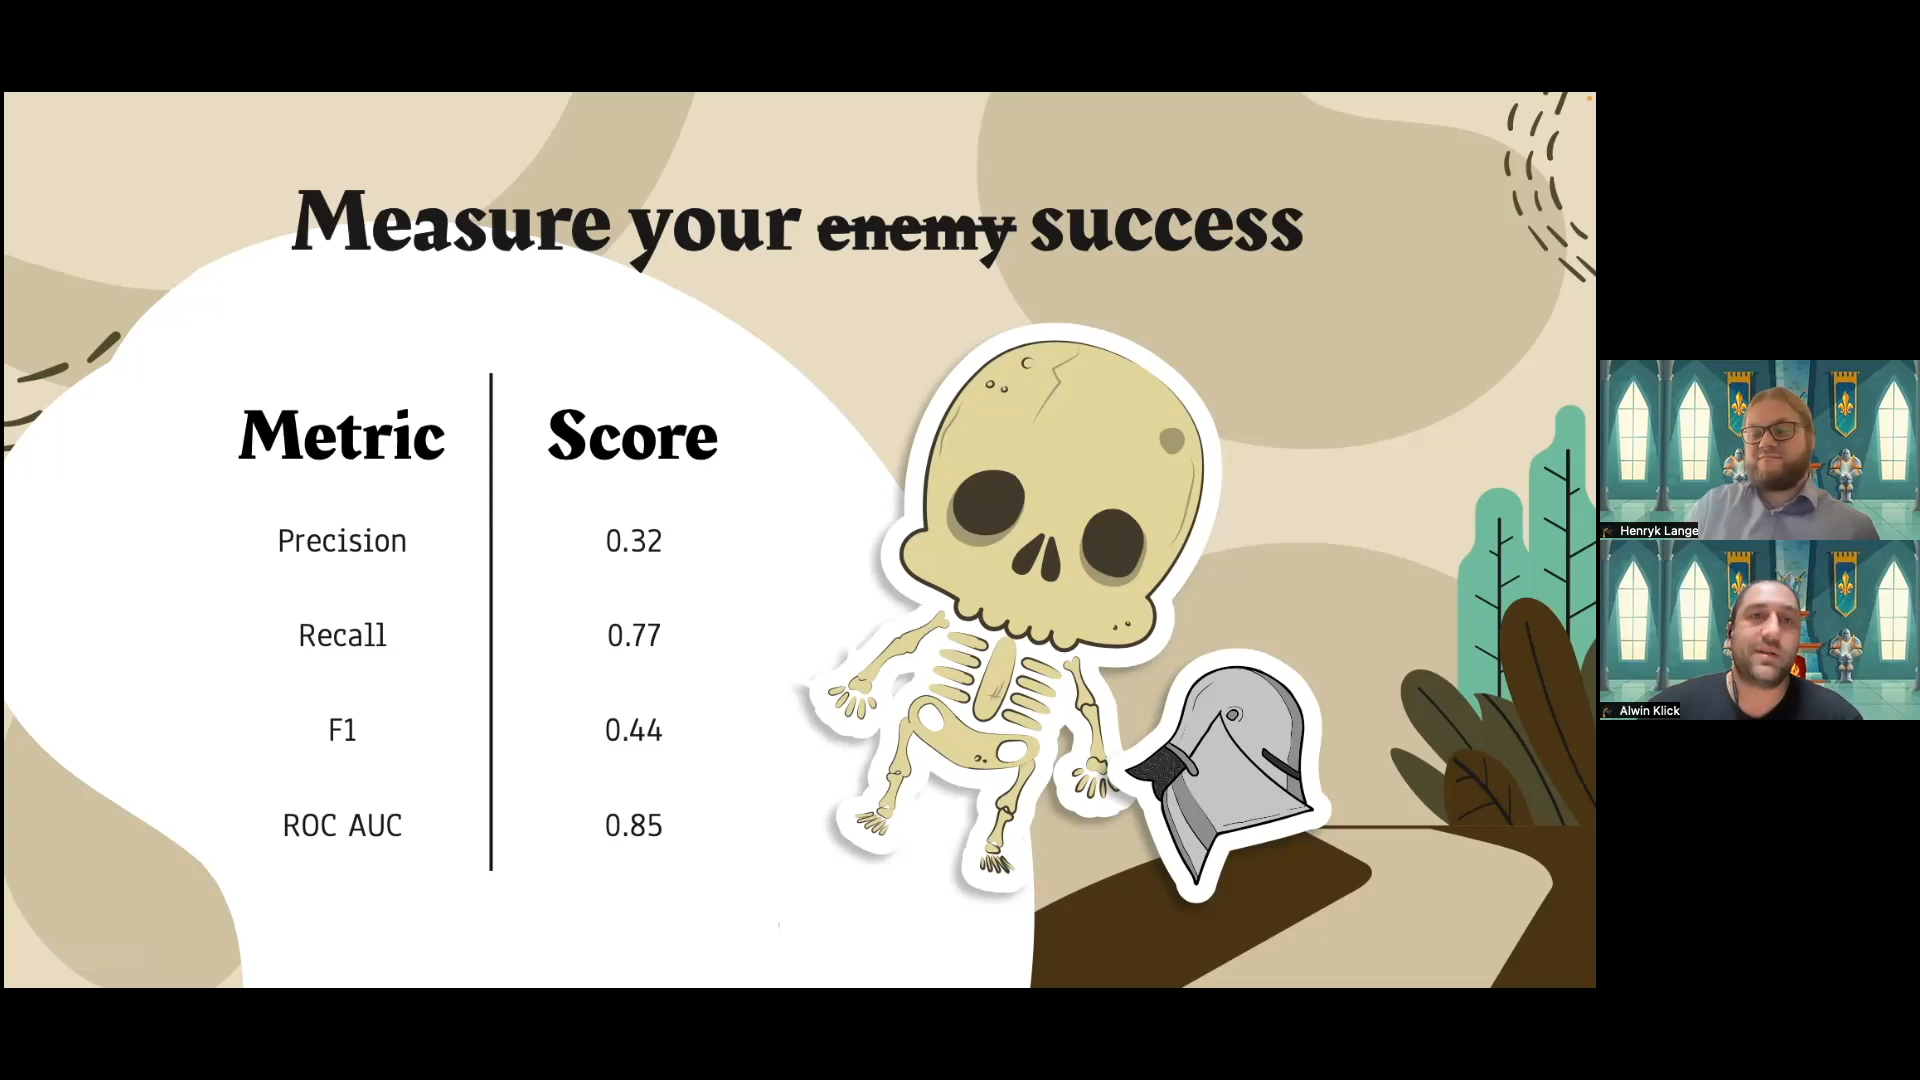 Measure your enemy success
Metric Score
Precision 0.32
Recall 0.77
F1 0.44
ROC AUC 0.85
Henryk Lange
Alwin Klick